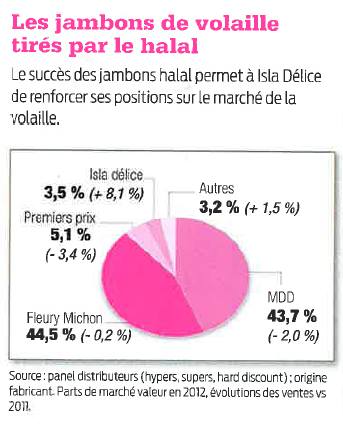 Les jambons de volaille
tirés par le halal
Le succès des jambons halal permet à Isla Délice
de renforcer ses positions sur le marché de la
volaille.
Isla délice
3,5 % (+ 8,1 %)
Autres
3,2 % (+ 1,5 %)
Premiers prix
5,1 %
(- 3,4 %)
MDD
43,7 %
(- 2,0 %)
Fleury Michon
44,5 % (- 0,2 %)
Source : panel distributeurs (hypers, supers, hard discount) ; origine
fabricant. Parts de marché valeur en 2012, évolutions des ventes vs
2011.